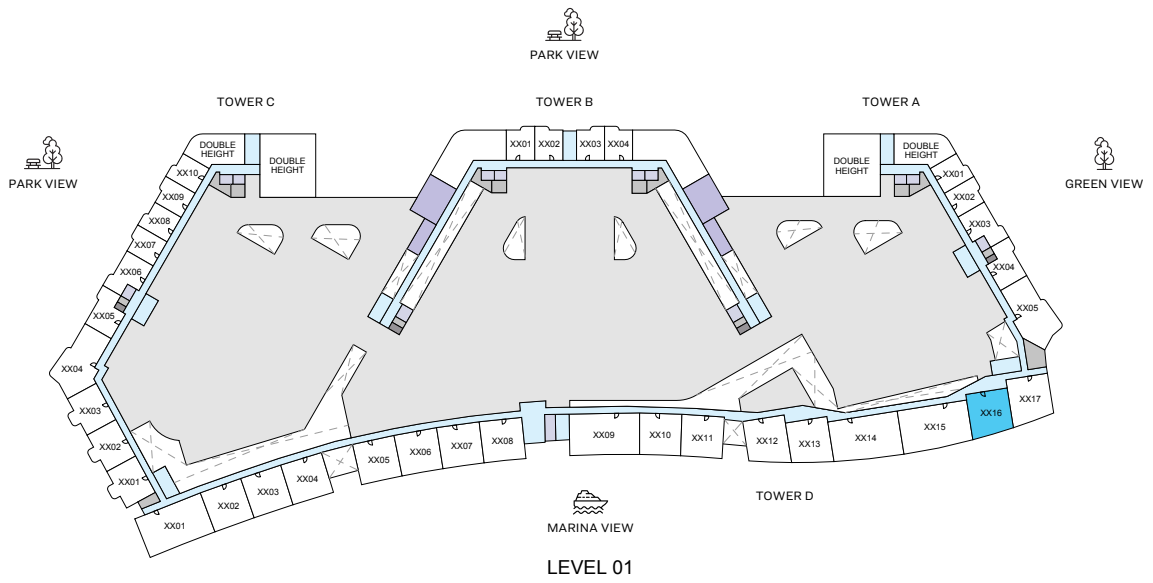 PARK VIEW
TOWER C
TOWER B
TOWER A
PARK VIEW
GREEN VIEW
DOUBLE
HEIGHT
DOUBLE
HEIGHT
XX10
XX09
XX08
XX07
XX06
XX05
XX04
XX03
XX02
XX01
XX01
XX02
XX03
XX04
DOUBLE
HEIGHT
DOUBLE
HEIGHT
XX01
XX02
XX03
XX04
XX05
XX01
XX02
XX03
XX04
XX05
XX06
XX07
XX08
XX09
XX10
XX11
XX12
XX13
XX14
XX15
XX16
XX17
TOWER D
MARINA VIEW
LEVEL 01